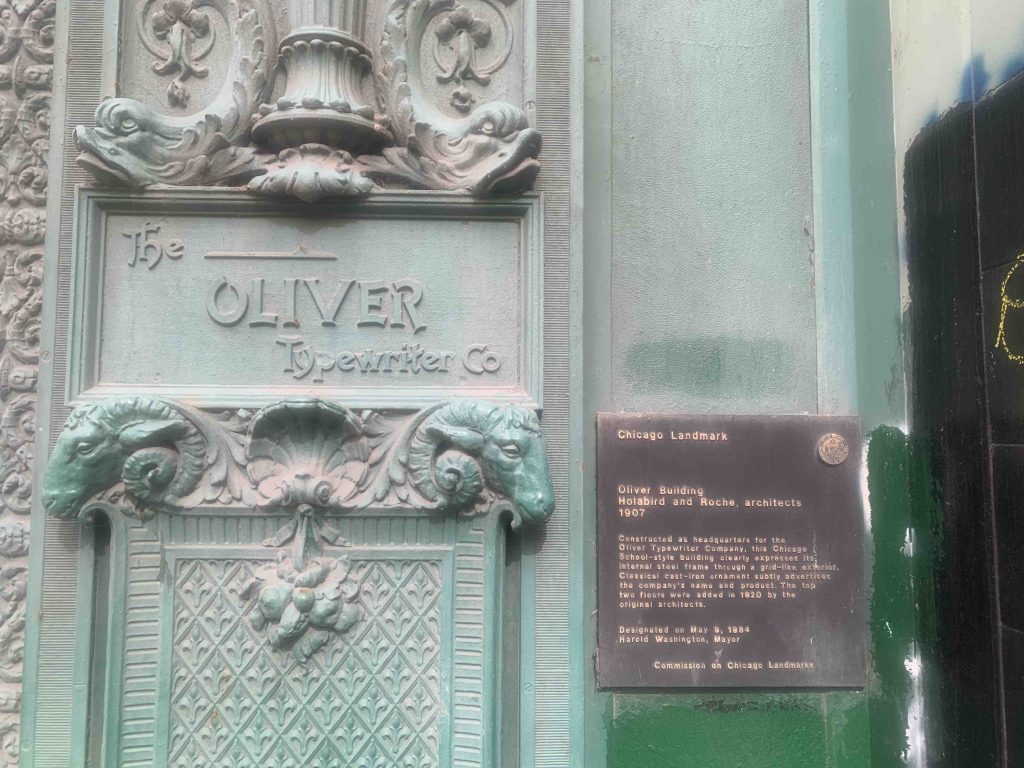 The
OLIVER
Typewriter Co
Chicago Landmark
Oliver Building
Holabird and Roche, architects
1907
Constructed as headquarters for the
Oliver Typewriter Company, this Chicago
School-style building clearly expresses its
internal steel frame through a grid-like exterior.
Classical cast-iron ornament subtly advertises
the company's name and product. The top
two floors were added in 1920 by the
original architects.
Designated on May 9, 1984
Harold Washington, Mayor
Commission on Chicago Landmarks